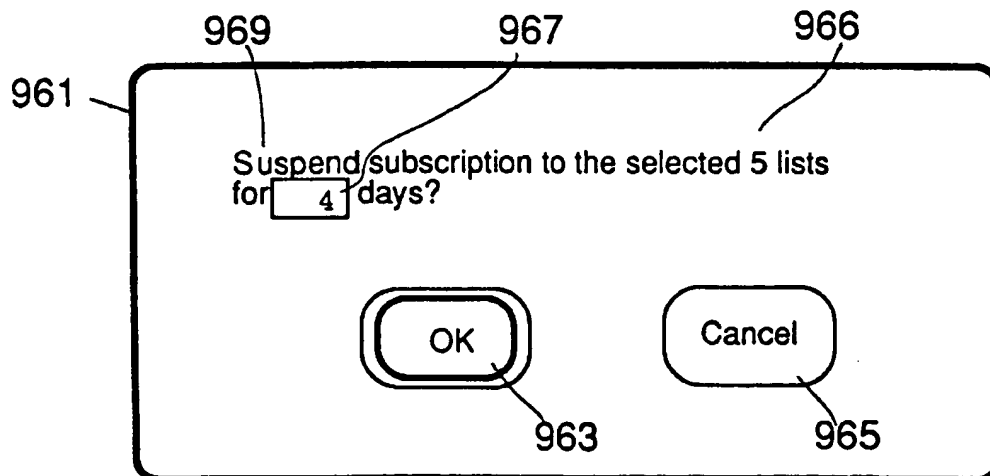 969 967 966
961
Suspend subscription to the selected 5 lists
for 4 days?
OK Cancel
963 965